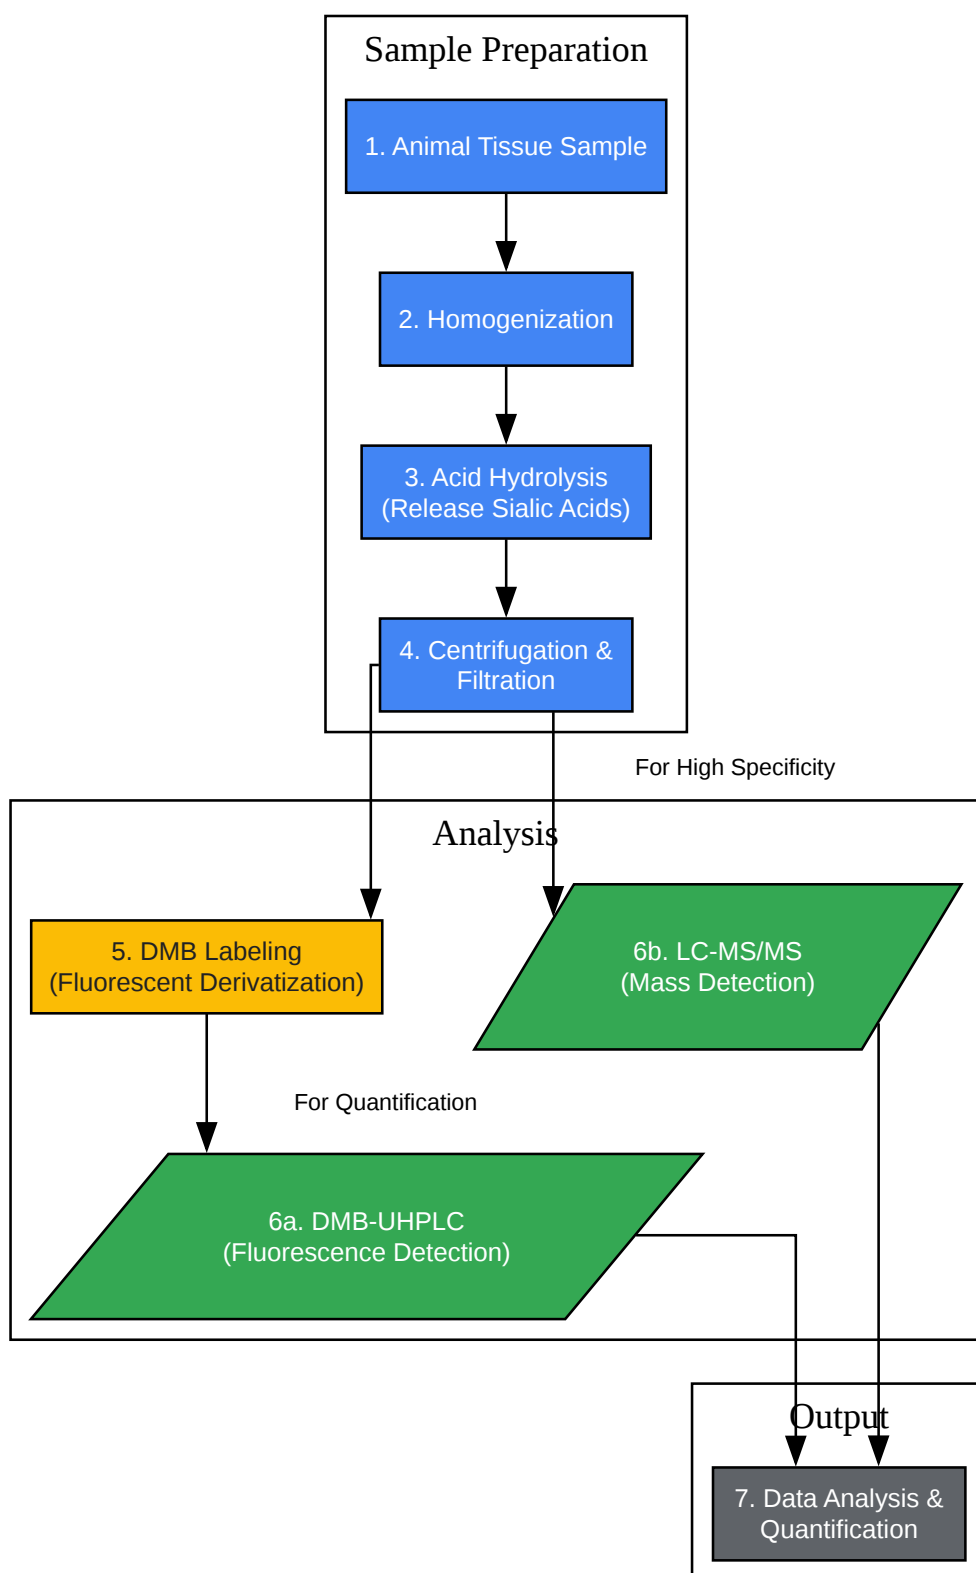 Sample Preparation
1. Animal Tissue Sample
2. Homogenization
3. Acid Hydrolysis
(Release Sialic Acids)
4. Centrifugation &
Filtration
For High Specificity
Analysis
5. DMB Labeling
(Fluorescent Derivatization)
6b. LC-MS/MS
(Mass Detection)
For Quantification
6a. DMB-UHPLC
(Fluorescence Detection)
Output
7. Data Analysis &
Quantification